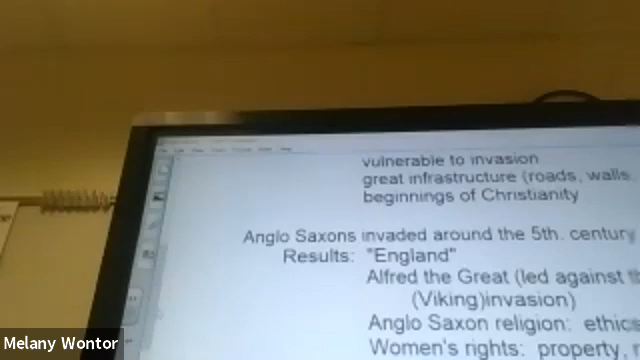 vulnerable to invasion
great infrastructure (roads, walls,
beginnings of Christianity
Anglo Saxons invaded around the 5th. century
Results: "England"
Alfred the Great (led against
(Viking)invasion)
Anglo Saxon religion: ethics
Women's rights: property,
Melany Wontor